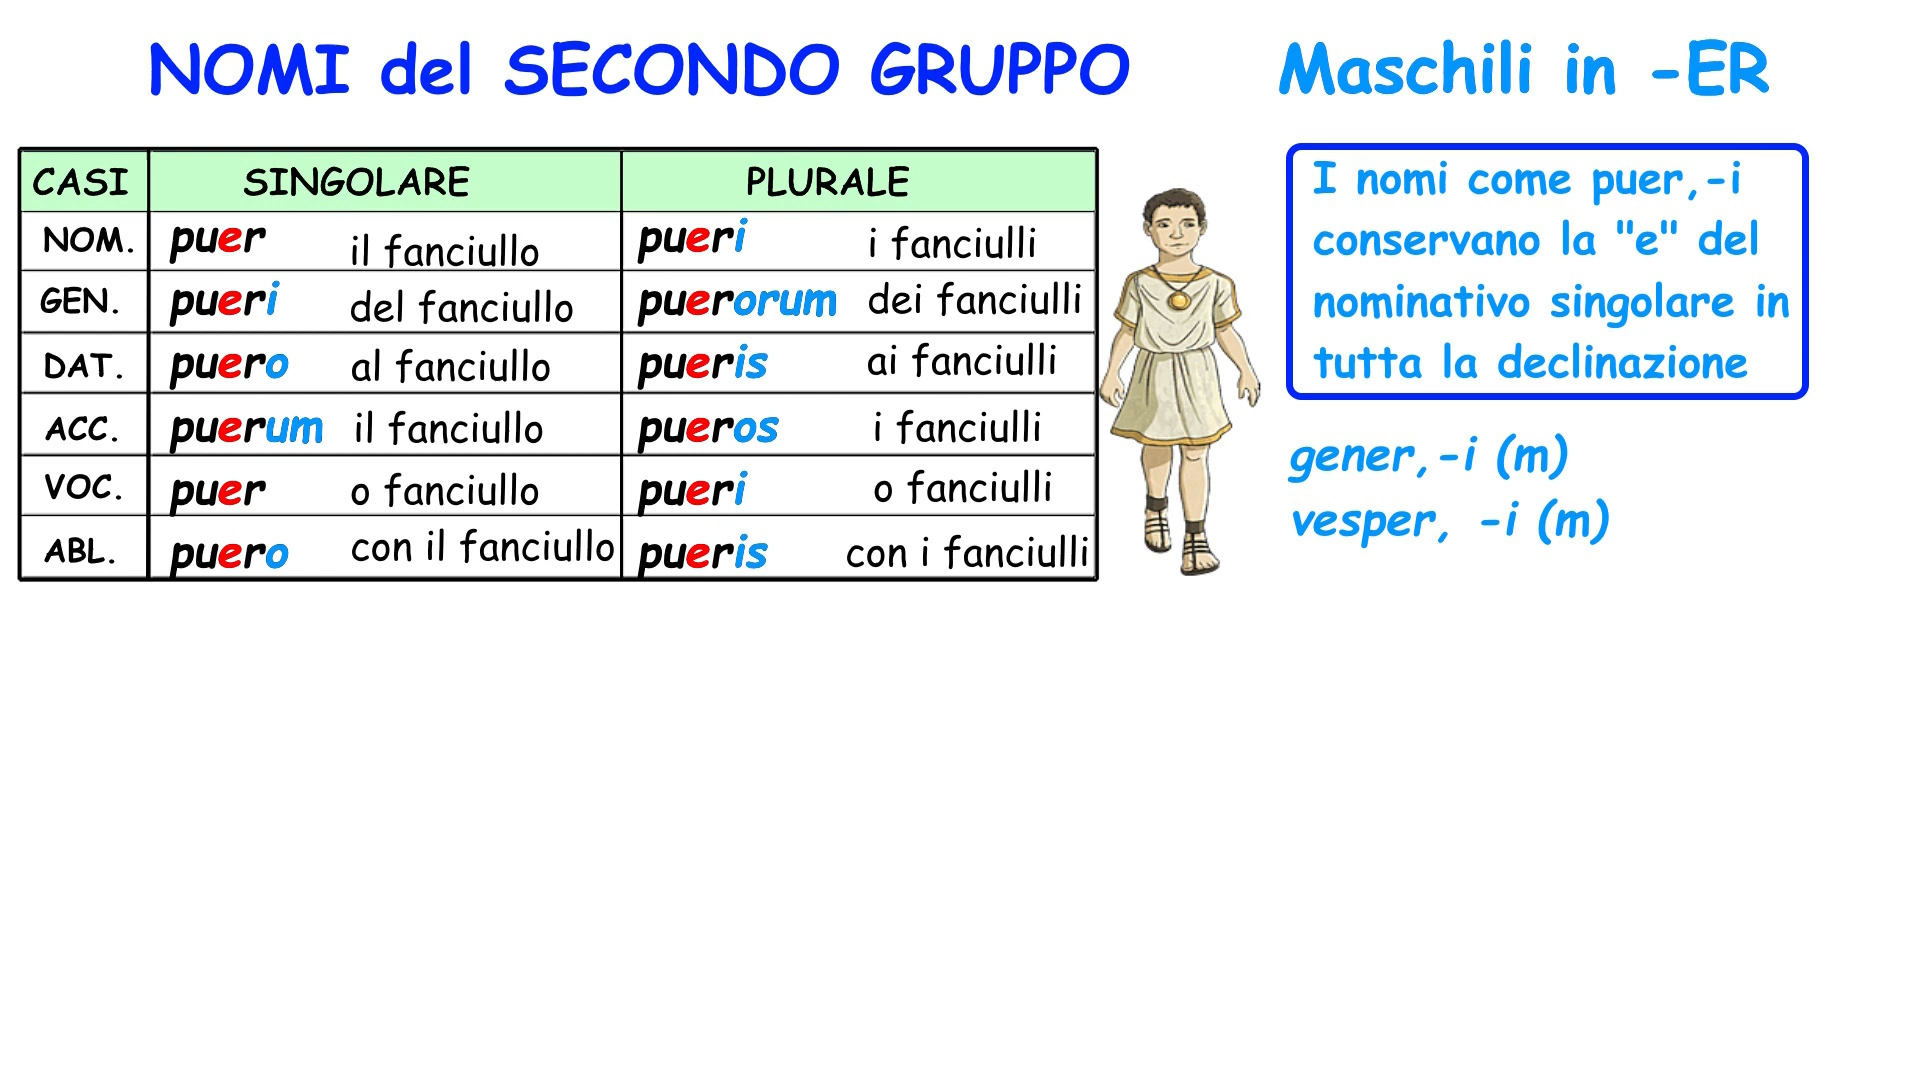 NOMI del SECONDO GRUPPO Maschili in -ER
CASI SINGOLARE PLURALE
NOM. puer il fanciullo pueri i fanciulli
GEN. pueri del fanciullo puerorum dei fanciulli
DAT. puero al fanciullo pueris ai fanciulli
ACC. puerum il fanciullo pueros i fanciulli
VOC. puer o fanciullo pueri o fanciulli
ABL. puero con il fanciullo pueris con i fanciulli
I nomi come puer,-i
conservano la "e" del
nominativo singolare in
tutta la declinazione
gener,-i (m)
vesper, -i (m)